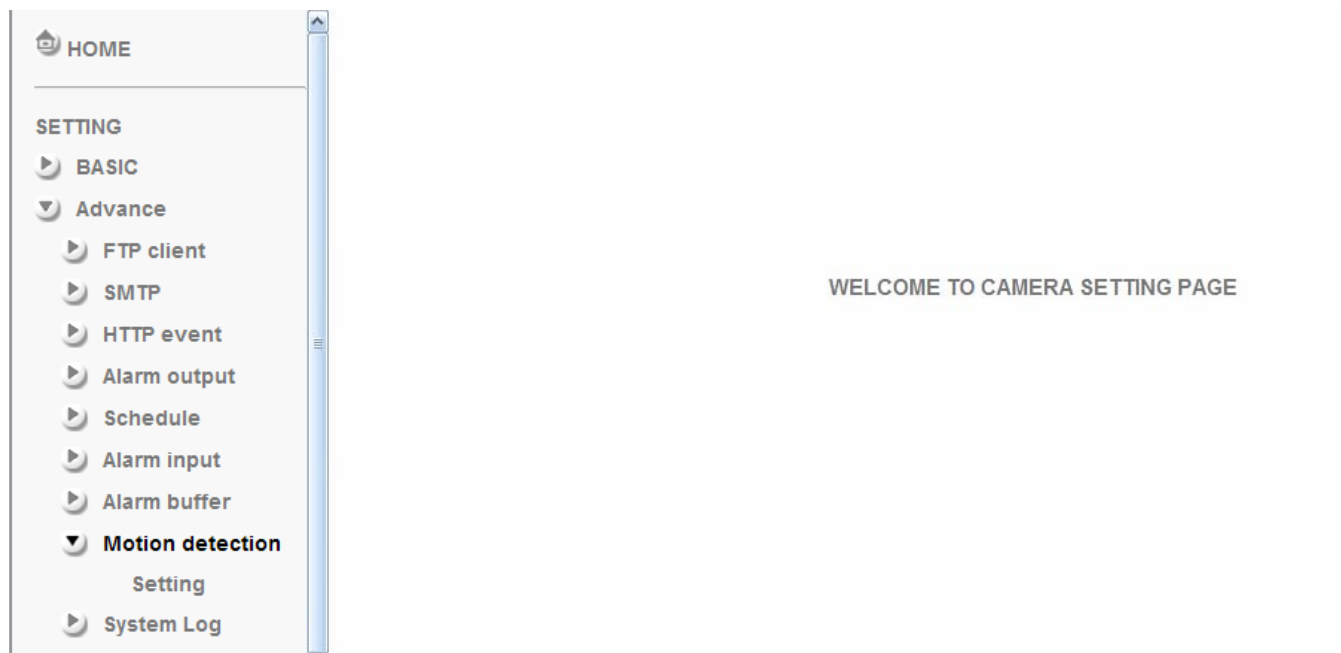 HOME
SETTING
BASIC
Advance
FTP client
SMTP
HTTP event
Alarm output
Schedule
Alarm input
Alarm buffer
Motion detection
Setting
System Log
WELCOME TO CAMERA SETTING PAGE